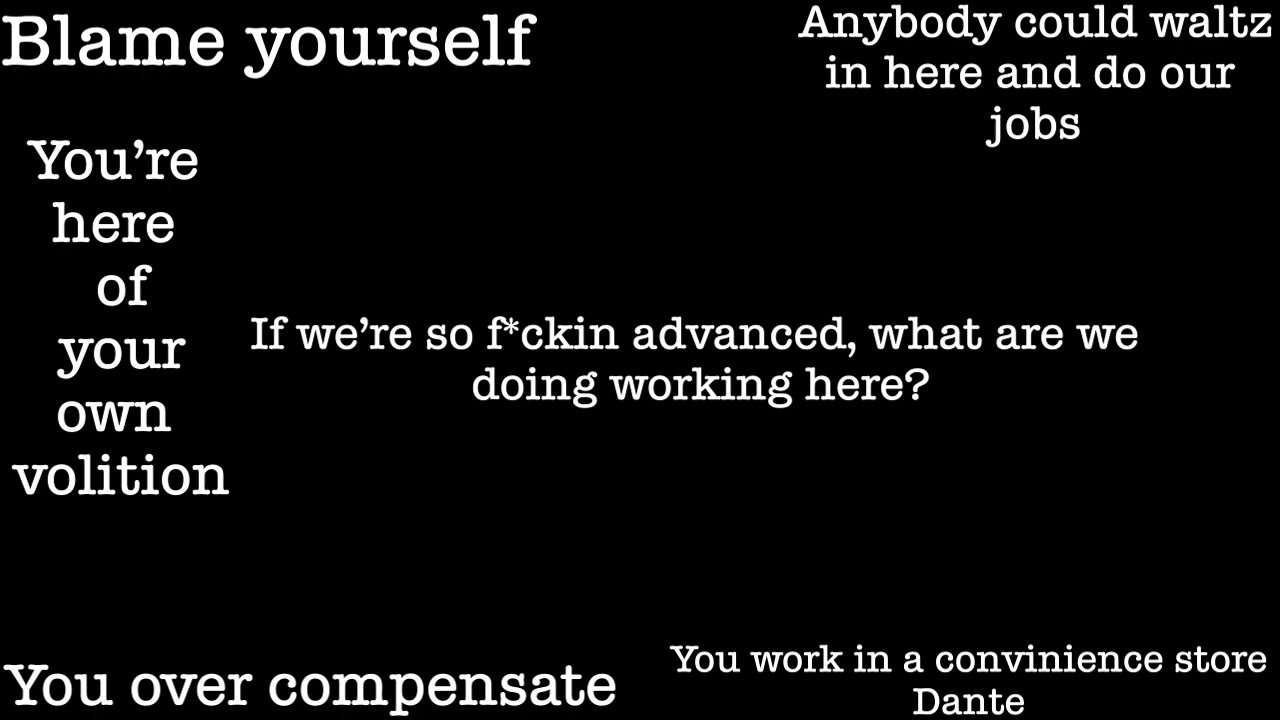 Blame yourself
Anybody could waltz
in here and do our
jobs
You’re
here
of
your
own
volition
If we’re so f*ckin advanced, what are we
doing working here?
You over compensate
You work in a convinience store
Dante